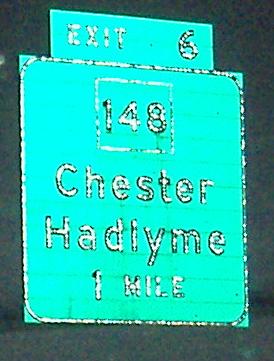 EXIT 6
148
Chester
Hadlyme
1 MILE